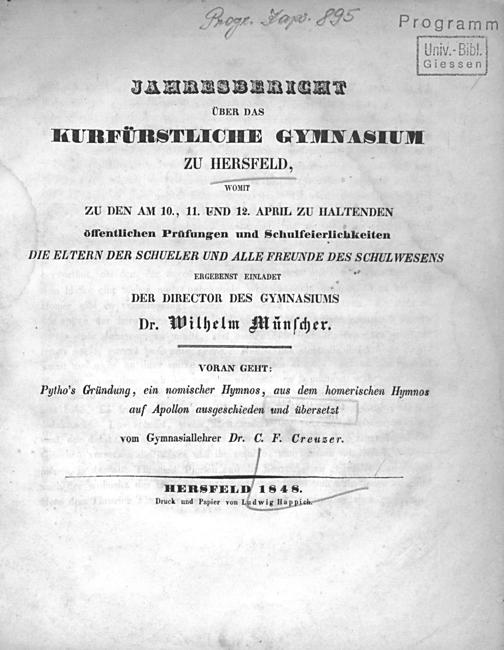 Progr. 895
Programm
Univ.-Bibl.
Giessen
JAHRESBERICHT
ÜBER DAS
KURFÜRSTLICHE GYMNASIUM
ZU HERSFELD,
WOMIT
ZU DEN AM 10., 11. UND 12. APRIL ZU HALTENDEN
öffentlichen Prüfungen und Schulfeierlichkeiten
DIE ELTERN DER SCHUELER UND ALLE FREUNDE DES SCHULWESENS
ERGEBENST EINLADET
DER DIRECTOR DES GYMNASIUMS
Dr. Wilhelm Münscher.
VORAN GEHT:
Pytho's Gründung, ein nomischer Hymnos, aus dem homerischen Hymnos
auf Apollon ausgeschieden und übersetzt
vom Gymnasiallehrer Dr. C. F. Creuzer.
HERSFELD 1848.
Druck und Papier von Ludwig Happich.